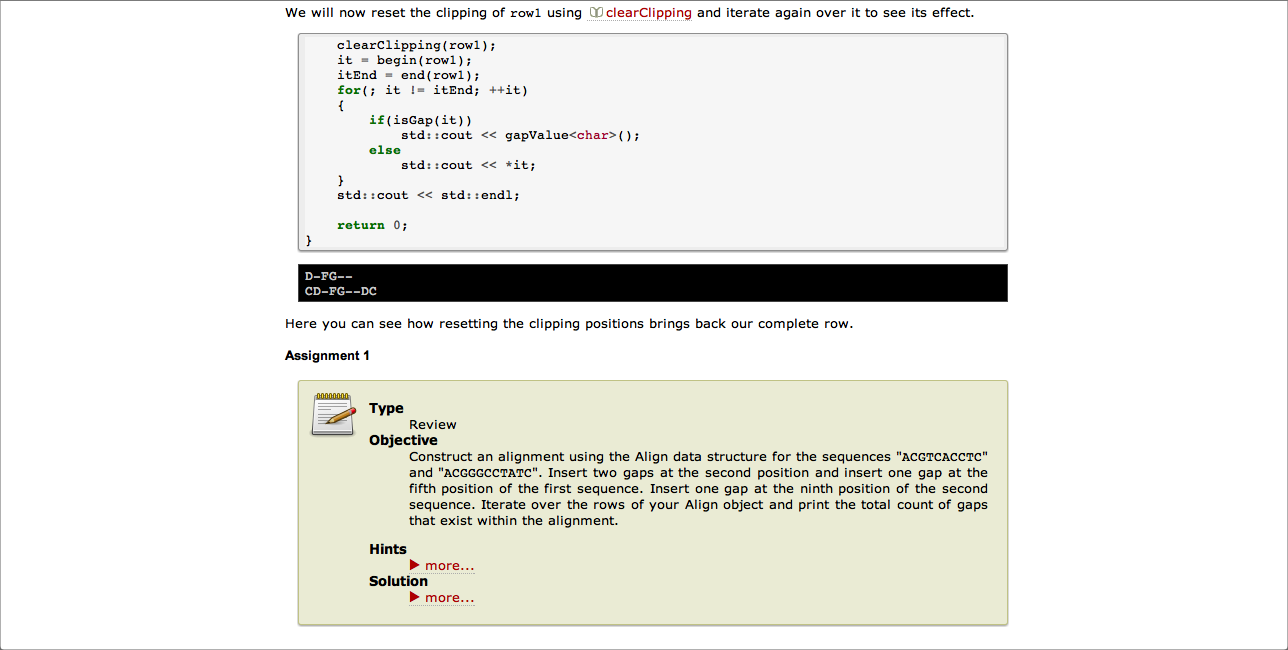 We will now reset the clipping of row1 using clearClipping and iterate again over it to see its effect.
clearClipping(row1);
it = begin(row1);
itEnd = end(row1);
for(; it != itEnd; ++it)
{
if(isGap(it))
std::cout << gapValue<char>();
else
std::cout << *it;
}
std::cout << std::endl;
return 0;
}
D-FG--
CD-FG--DC
Here you can see how resetting the clipping positions brings back our complete row.
Assignment 1
Type
Review
Objective
Construct an alignment using the Align data structure for the sequences "ACGTCACCTC"
and "ACGGGCCTATC". Insert two gaps at the second position and insert one gap at the
fifth position of the first sequence. Insert one gap at the ninth position of the second
sequence. Iterate over the rows of your Align object and print the total count of gaps
that exist within the alignment.
Hints
more...
Solution
more...